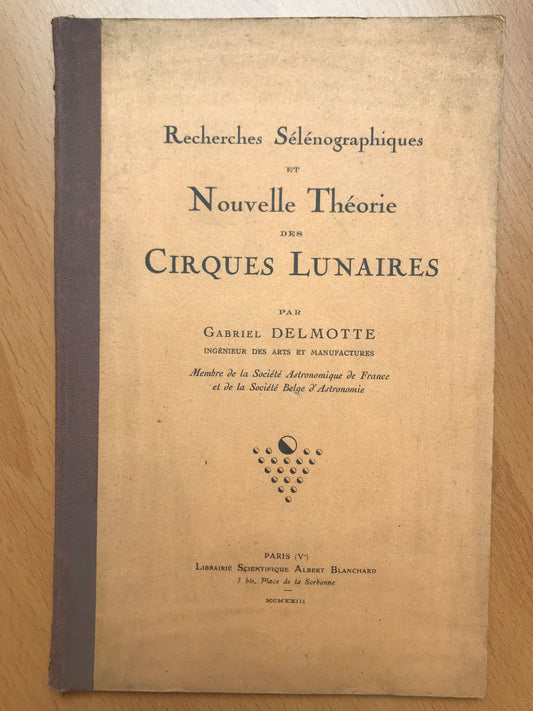 Recherches Sélénographiques
ET
Nouvelle Théorie
DES
CIRQUES LUNAIRES
PAR
GABRIEL DELMOTTE
INGÉNIEUR DES ARTS ET MANUFACTURES
Membre de la Société Astronomique de France
et de la Société Belge d'Astronomie
PARIS (Vᵉ)
LIBRAIRIE SCIENTIFIQUE ALBERT BLANCHARD
3 bis, Place de la Sorbonne
MCMXXIII